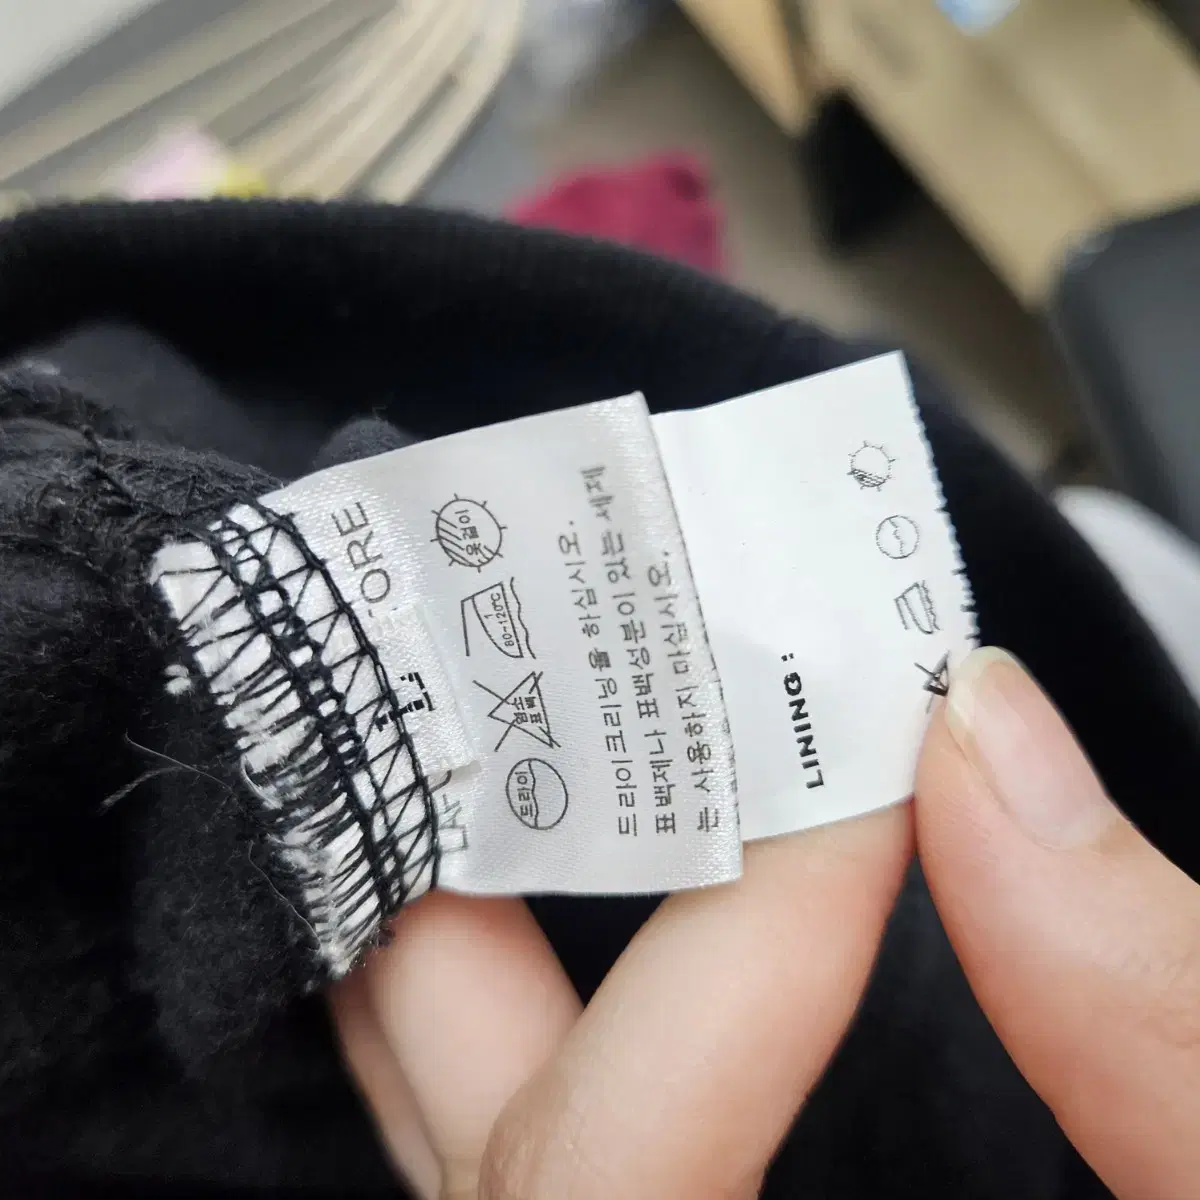 드라이크리닝을 하십시오.
표백제나 표백성분이 있는 세제
는 사용하지 마십시오.
드라이
염소
표백
80~120℃
옷걸이
LINING: